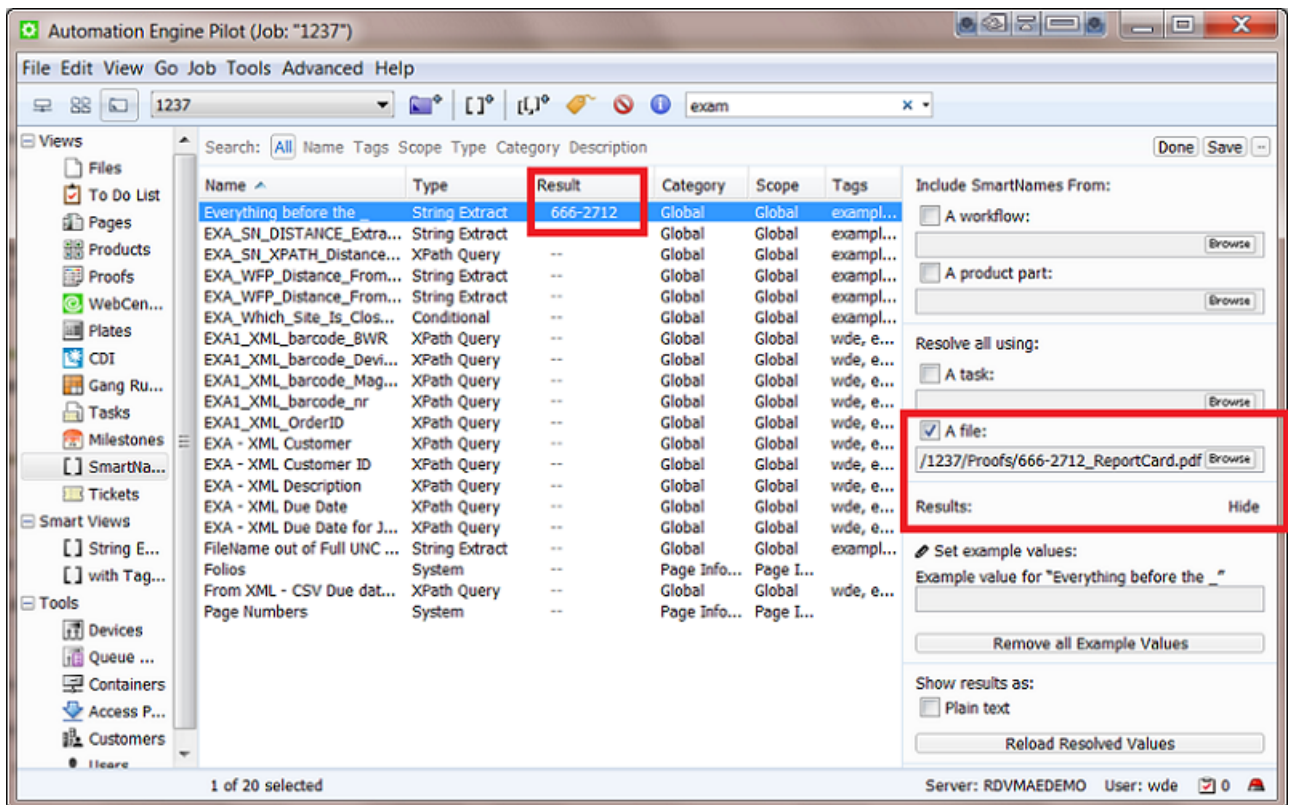 Automation Engine Pilot (Job: "1237")
File Edit View Go Job Tools Advanced Help
1237 exam
Views
Files
To Do List
Pages
Products
Proofs
WebCen...
Plates
CDI
Gang Ru...
Tasks
Milestones
SmartNa...
Tickets
Smart Views
String E...
with Tag...
Tools
Devices
Queue ...
Containers
Access P...
Customers
Users
Search: All Name Tags Scope Type Category Description
Name Type Result Category Scope Tags
Everything before the _ String Extract 666-2712 Global Global exampl...
EXA_SN_DISTANCE_Extra... String Extract Global Global exampl...
EXA_SN_XPATH_Distance... XPath Query -- Global Global exampl...
EXA_WFP_Distance_From... String Extract -- Global Global exampl...
EXA_WFP_Distance_From... String Extract -- Global Global exampl...
EXA_Which_Site_Is_Clos... Conditional -- Global Global exampl...
EXA1_XML_barcode_BWR XPath Query -- Global Global wde, e...
EXA1_XML_barcode_Devi... XPath Query -- Global Global wde, e...
EXA1_XML_barcode_Mag... XPath Query -- Global Global wde, e...
EXA1_XML_barcode_nr XPath Query -- Global Global wde, e...
EXA1_XML_OrderID XPath Query -- Global Global wde, e...
EXA - XML Customer XPath Query -- Global Global wde, e...
EXA - XML Customer ID XPath Query -- Global Global wde, e...
EXA - XML Description XPath Query -- Global Global wde, e...
EXA - XML Due Date XPath Query -- Global Global wde, e...
EXA - XML Due Date for J... XPath Query -- Global Global wde, e...
FileName out of Full UNC ... String Extract -- Global Global exampl...
Folios System -- Page Info... Page I...
From XML - CSV Due dat... XPath Query -- Global Global wde, e...
Page Numbers System -- Page Info... Page I...
Done Save
Include SmartNames From:
A workflow:
Browse
A product part:
Browse
Resolve all using:
A task:
Browse
A file:
/1237/Proofs/666-2712_ReportCard.pdf Browse
Results: Hide
Set example values:
Example value for "Everything before the _"
Remove all Example Values
Show results as:
Plain text
Reload Resolved Values
1 of 20 selected
Server: RDVMAEDEMO User: wde 0